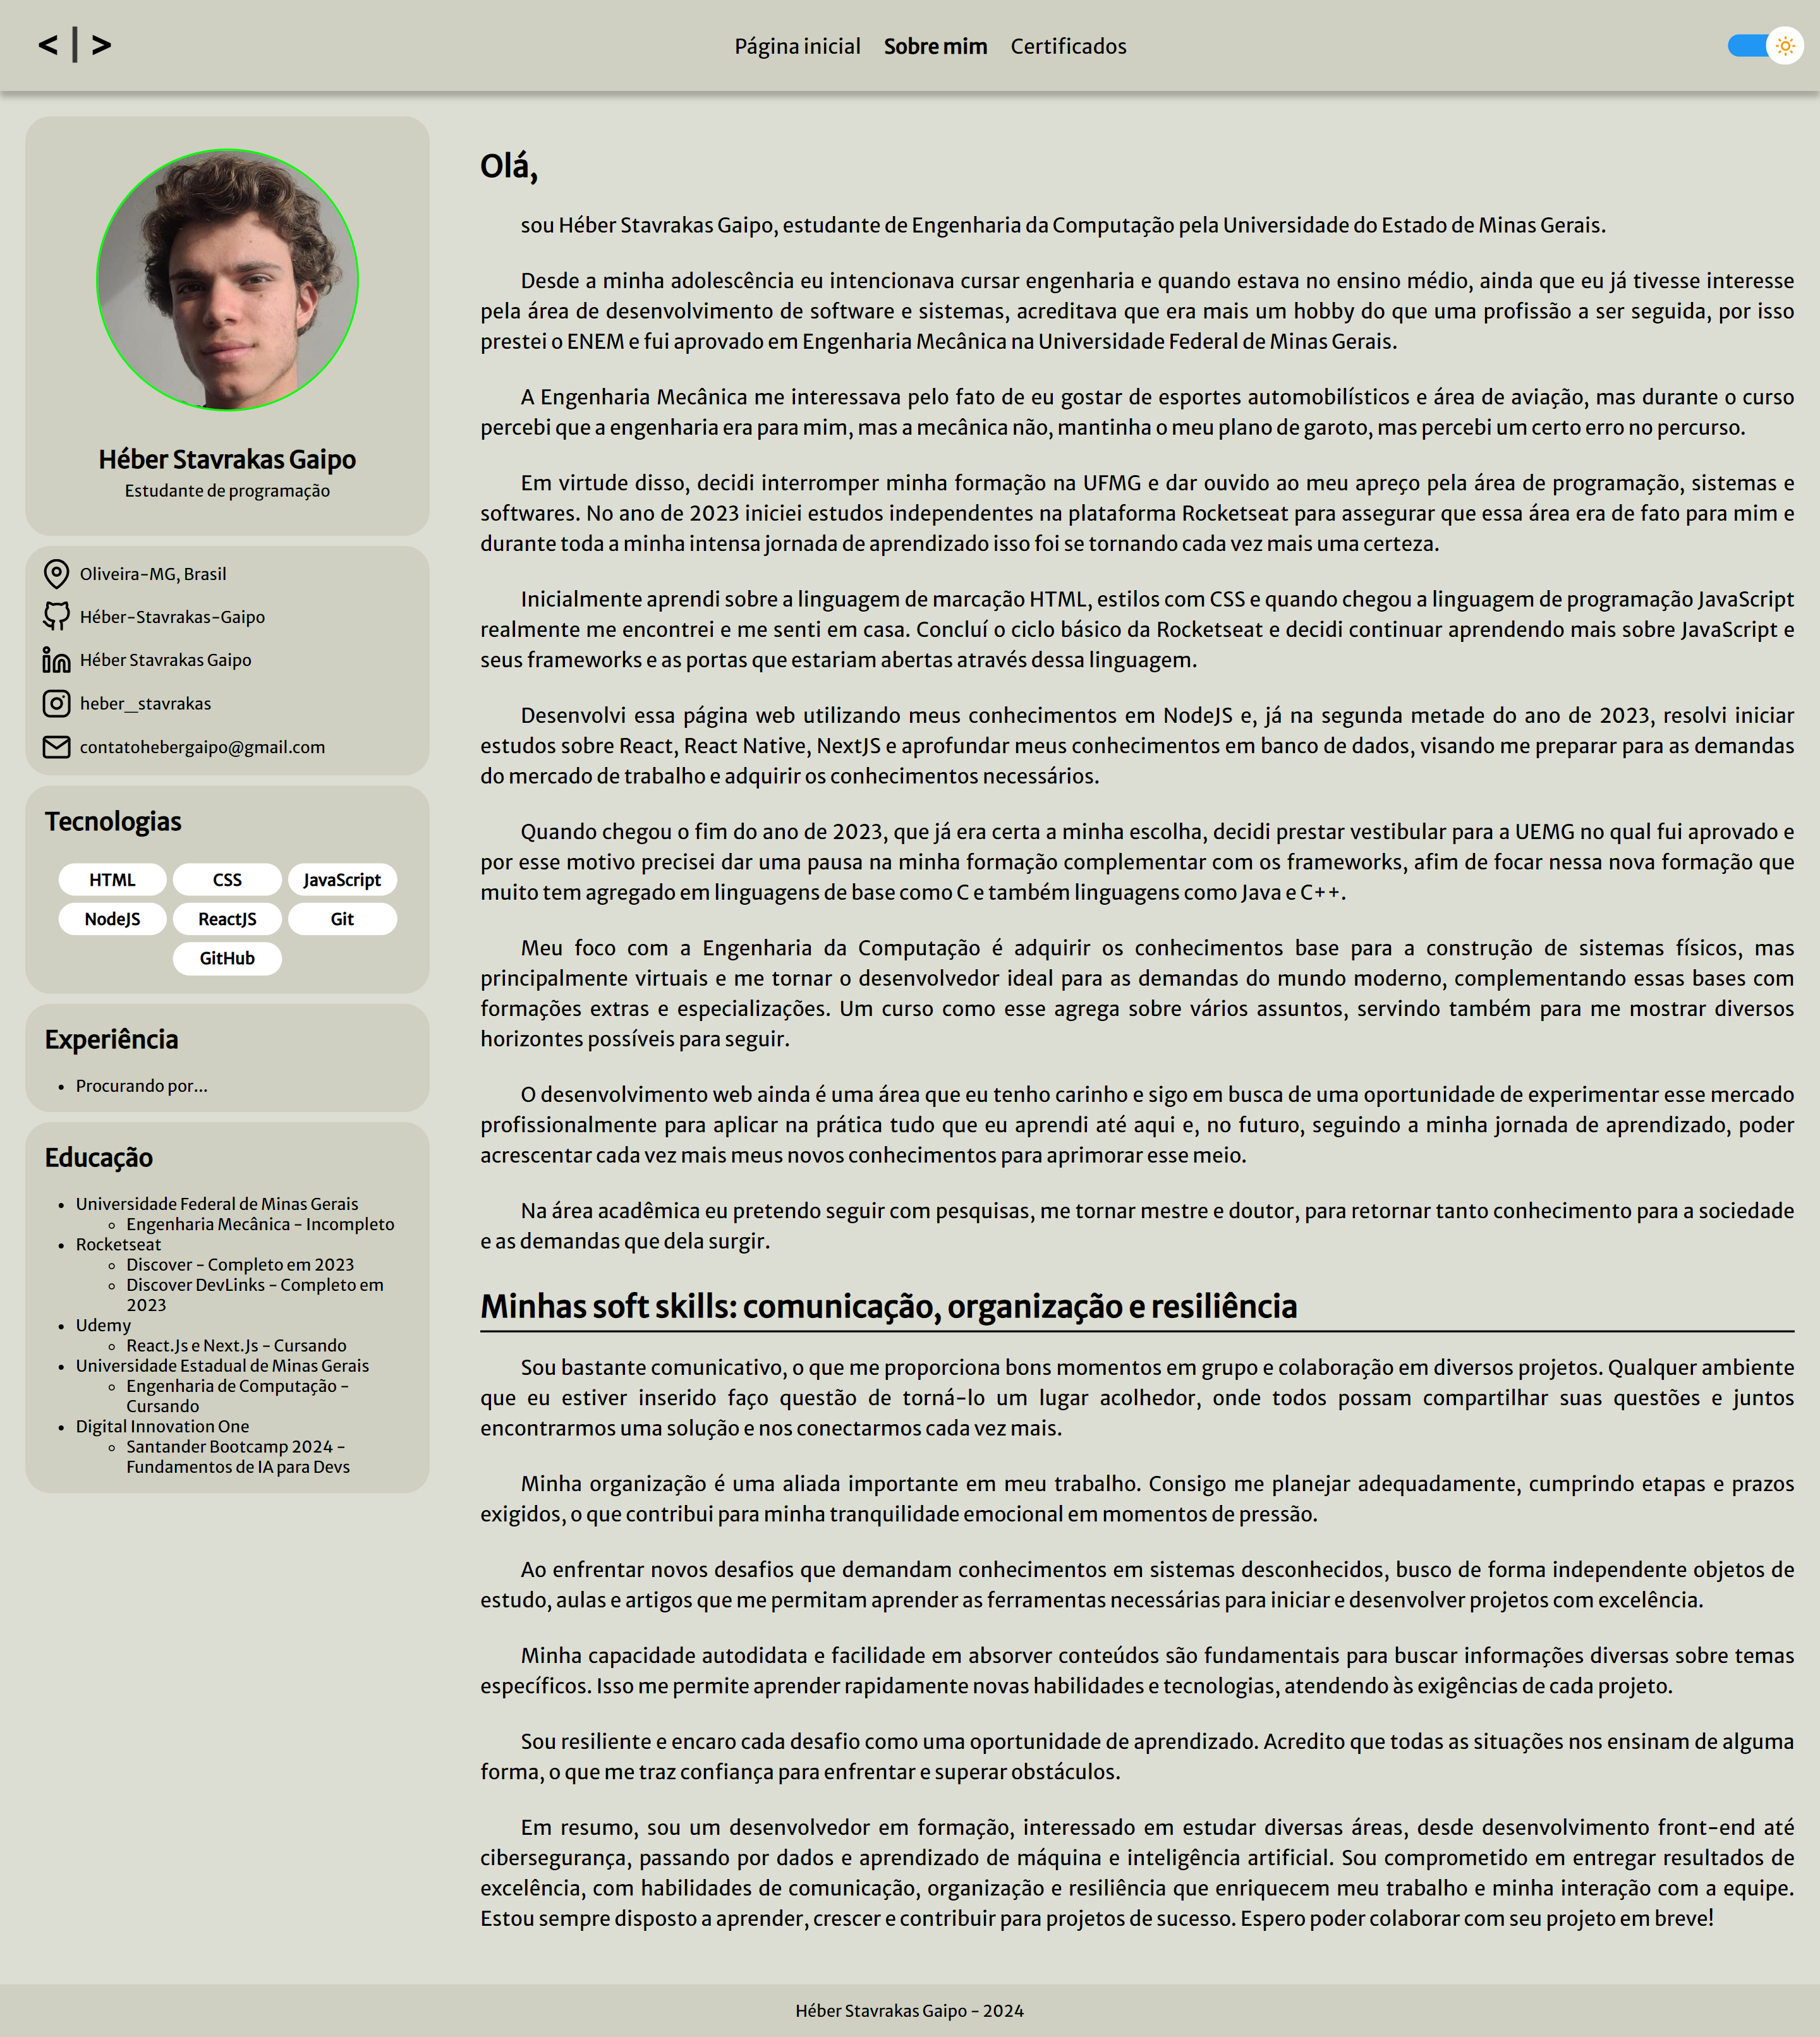 < | >
Página inicial
Sobre mim
Certificados
Héber Stavrakas Gaipo
Estudante de programação
Oliveira-MG, Brasil
Héber-Stavrakas-Gaipo
Héber Stavrakas Gaipo
heber_stavrakas
contatohebergaipo@gmail.com
Tecnologias
HTML
CSS
JavaScript
NodeJS
ReactJS
Git
GitHub
Experiência
Procurando por...
Educação
Universidade Federal de Minas Gerais
Engenharia Mecânica - Incompleto
Rocketseat
Discover - Completo em 2023
Discover DevLinks - Completo em
2023
Udemy
React.Js e Next.Js - Cursando
Universidade Estadual de Minas Gerais
Engenharia de Computação -
Cursando
Digital Innovation One
Santander Bootcamp 2024 -
Fundamentos de IA para Devs
Olá,
sou Héber Stavrakas Gaipo, estudante de Engenharia da Computação pela Universidade do Estado de Minas Gerais.
Desde a minha adolescência eu intencionava cursar engenharia e quando estava no ensino médio, ainda que eu já tivesse interesse
pela área de desenvolvimento de software e sistemas, acreditava que era mais um hobby do que uma profissão a ser seguida, por isso
prestei o ENEM e fui aprovado em Engenharia Mecânica na Universidade Federal de Minas Gerais.
A Engenharia Mecânica me interessava pelo fato de eu gostar de esportes automobilísticos e área de aviação, mas durante o curso
percebi que a engenharia era para mim, mas a mecânica não, mantinha o meu plano de garoto, mas percebi um certo erro no percurso.
Em virtude disso, decidi interromper minha formação na UFMG e dar ouvido ao meu apreço pela área de programação, sistemas e
softwares. No ano de 2023 iniciei estudos independentes na plataforma Rocketseat para assegurar que essa área era de fato para mim e
durante toda a minha intensa jornada de aprendizado isso foi se tornando cada vez mais uma certeza.
Inicialmente aprendi sobre a linguagem de marcação HTML, estilos com CSS e quando chegou a linguagem de programação JavaScript
realmente me encontrei e me senti em casa. Concluí o ciclo básico da Rocketseat e decidi continuar aprendendo mais sobre JavaScript e
seus frameworks e as portas que estariam abertas através dessa linguagem.
Desenvolvi essa página web utilizando meus conhecimentos em NodeJS e, já na segunda metade do ano de 2023, resolvi iniciar
estudos sobre React, React Native, NextJS e aprofundar meus conhecimentos em banco de dados, visando me preparar para as demandas
do mercado de trabalho e adquirir os conhecimentos necessários.
Quando chegou o fim do ano de 2023, que já era certa a minha escolha, decidi prestar vestibular para a UEMG no qual fui aprovado e
por esse motivo precisei dar uma pausa na minha formação complementar com os frameworks, afim de focar nessa nova formação que
muito tem agregado em linguagens de base como C e também linguagens como Java e C++.
Meu foco com a Engenharia da Computação é adquirir os conhecimentos base para a construção de sistemas físicos, mas
principalmente virtuais e me tornar o desenvolvedor ideal para as demandas do mundo moderno, complementando essas bases com
formações extras e especializações. Um curso como esse agrega sobre vários assuntos, servindo também para me mostrar diversos
horizontes possíveis para seguir.
O desenvolvimento web ainda é uma área que eu tenho carinho e sigo em busca de uma oportunidade de experimentar esse mercado
profissionalmente para aplicar na prática tudo que eu aprendi até aqui e, no futuro, seguindo a minha jornada de aprendizado, poder
acrescentar cada vez mais meus novos conhecimentos para aprimorar esse meio.
Na área acadêmica eu pretendo seguir com pesquisas, me tornar mestre e doutor, para retornar tanto conhecimento para a sociedade
e as demandas que dela surgir.
Minhas soft skills: comunicação, organização e resiliência
Sou bastante comunicativo, o que me proporciona bons momentos em grupo e colaboração em diversos projetos. Qualquer ambiente
que eu estiver inserido faço questão de torná-lo um lugar acolhedor, onde todos possam compartilhar suas questões e juntos
encontrarmos uma solução e nos conectarmos cada vez mais.
Minha organização é uma aliada importante em meu trabalho. Consigo me planejar adequadamente, cumprindo etapas e prazos
exigidos, o que contribui para minha tranquilidade emocional em momentos de pressão.
Ao enfrentar novos desafios que demandam conhecimentos em sistemas desconhecidos, busco de forma independente objetos de
estudo, aulas e artigos que me permitam aprender as ferramentas necessárias para iniciar e desenvolver projetos com excelência.
Minha capacidade autodidata e facilidade em absorver conteúdos são fundamentais para buscar informações diversas sobre temas
específicos. Isso me permite aprender rapidamente novas habilidades e tecnologias, atendendo às exigências de cada projeto.
Sou resiliente e encaro cada desafio como uma oportunidade de aprendizado. Acredito que todas as situações nos ensinam de alguma
forma, o que me traz confiança para enfrentar e superar obstáculos.
Em resumo, sou um desenvolvedor em formação, interessado em estudar diversas áreas, desde desenvolvimento front-end até
cibersegurança, passando por dados e aprendizado de máquina e inteligência artificial. Sou comprometido em entregar resultados de
excelência, com habilidades de comunicação, organização e resiliência que enriquecem meu trabalho e minha interação com a equipe.
Estou sempre disposto a aprender, crescer e contribuir para projetos de sucesso. Espero poder colaborar com seu projeto em breve!
Héber Stavrakas Gaipo - 2024